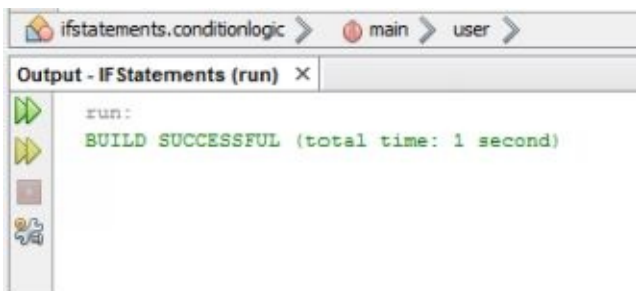 ifstatements.conditionlogic main user
Output - IFStatements (run) ×
run:
BUILD SUCCESSFUL (total time: 1 second)